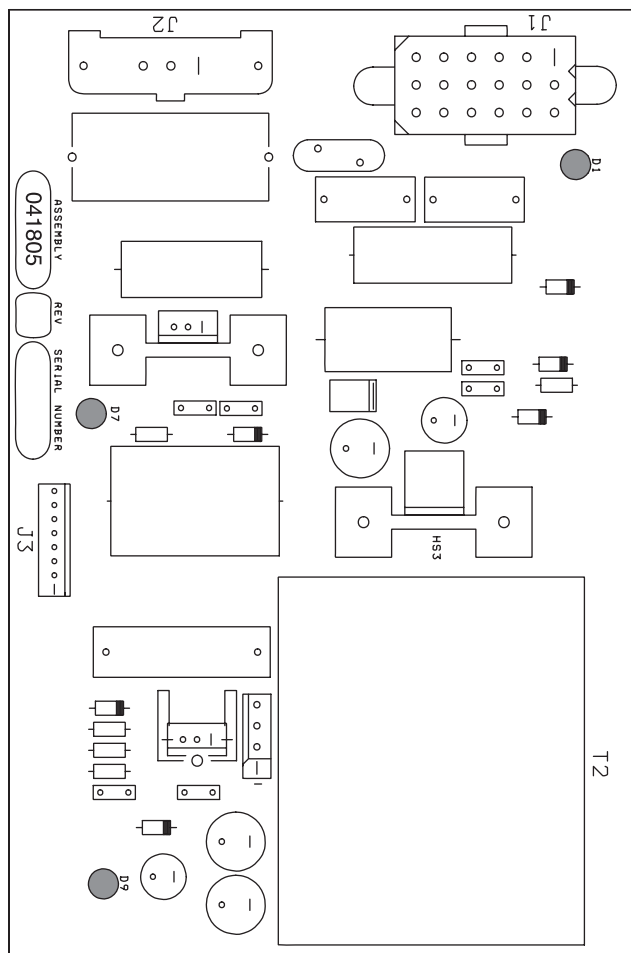 J2
J1
D1
ASSEMBLY
041805
REV
SERIAL NUMBER
D7
J3
HS3
T2
D9